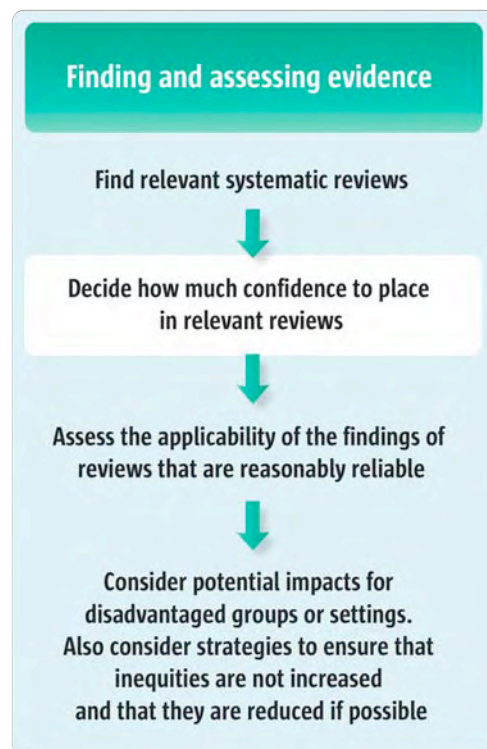 Finding and assessing evidence
Find relevant systematic reviews
Decide how much confidence to place
in relevant reviews
Assess the applicability of the findings of
reviews that are reasonably reliable
Consider potential impacts for
disadvantaged groups or settings.
Also consider strategies to ensure that
inequities are not increased
and that they are reduced if possible